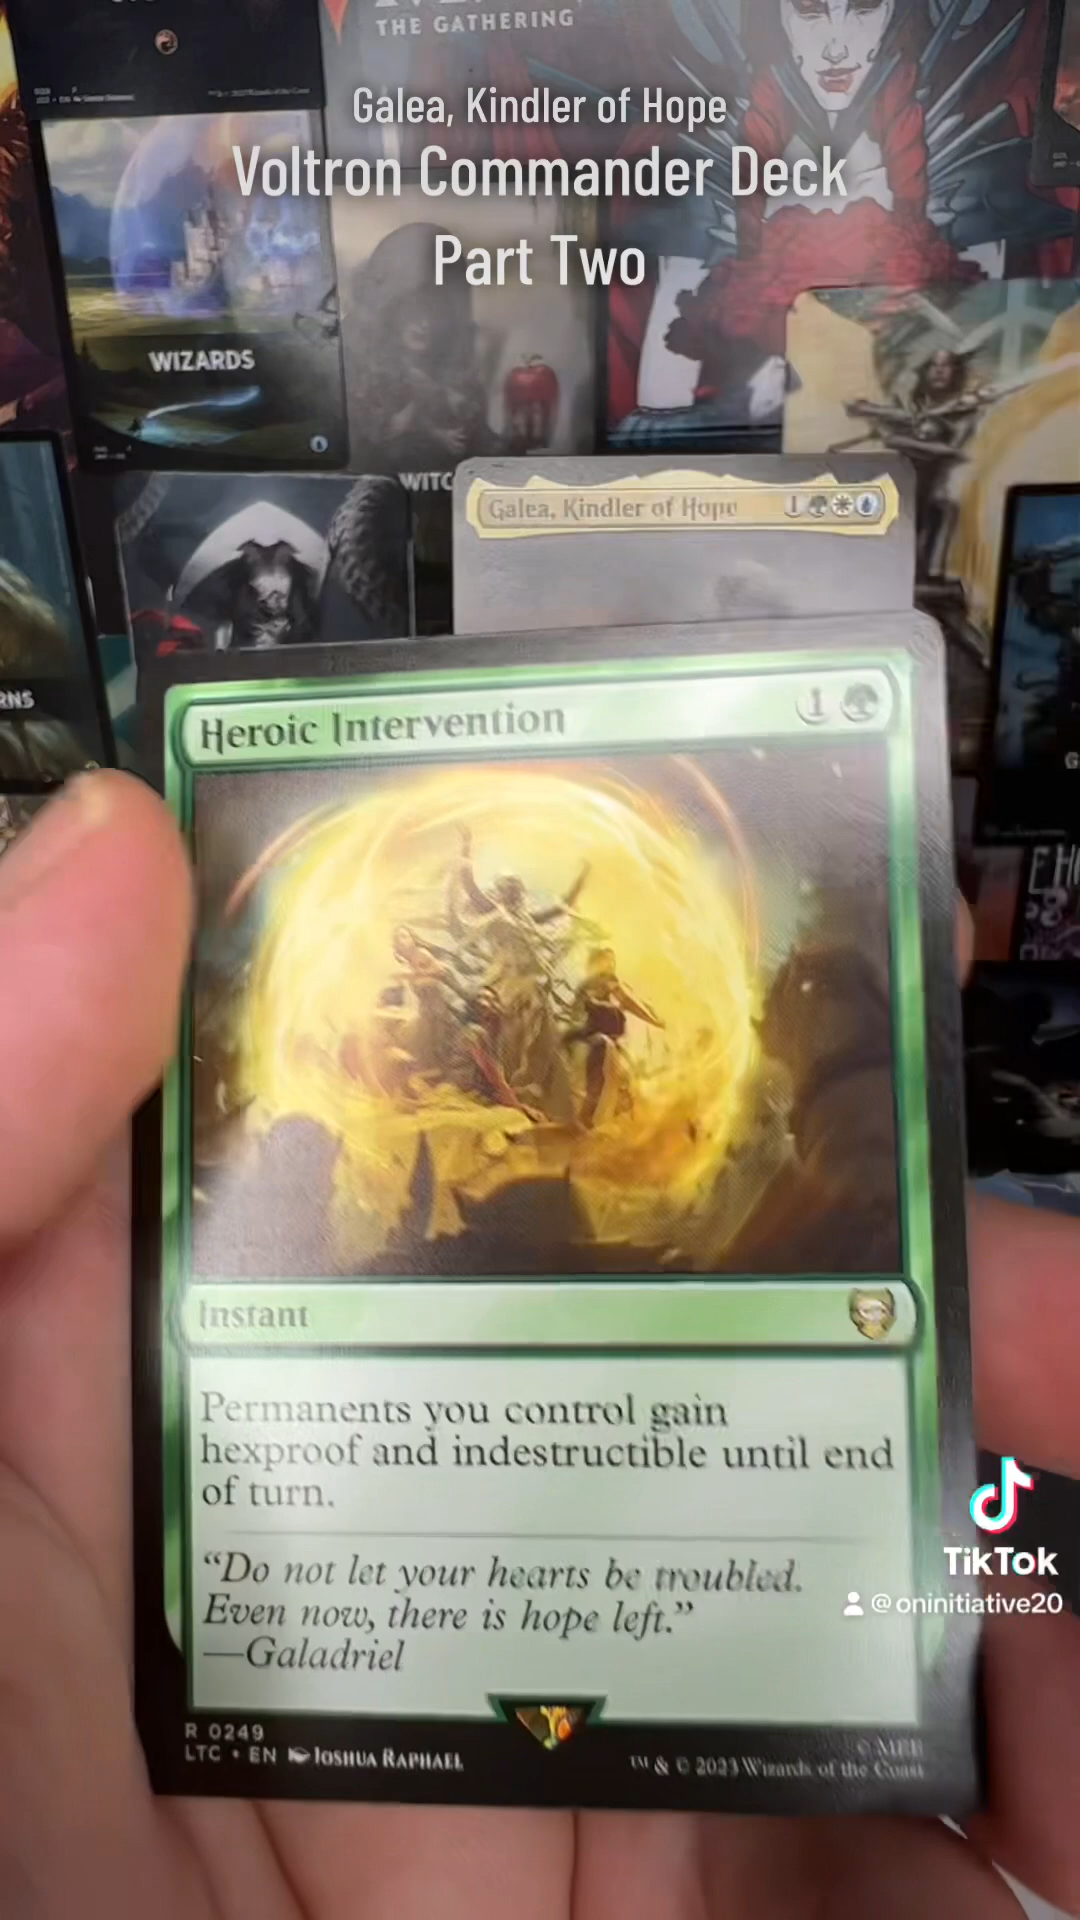 THE GATHERING
Galea, Kindler of Hope
Voltron Commander Deck
Part Two
WIZARDS
WITC
Galea, Kindler of Hope 1
RNS
Heroic Intervention 1
Instant
Permanents you control gain
hexproof and indestructible until end
of turn.
“Do not let your hearts be troubled.
Even now, there is hope left.”
—Galadriel
R 0249
LTC • EN JOSHUA RAPHAEL
© MEE
™ & © 2023 Wizards of the Coast
TikTok
@oninitiative20